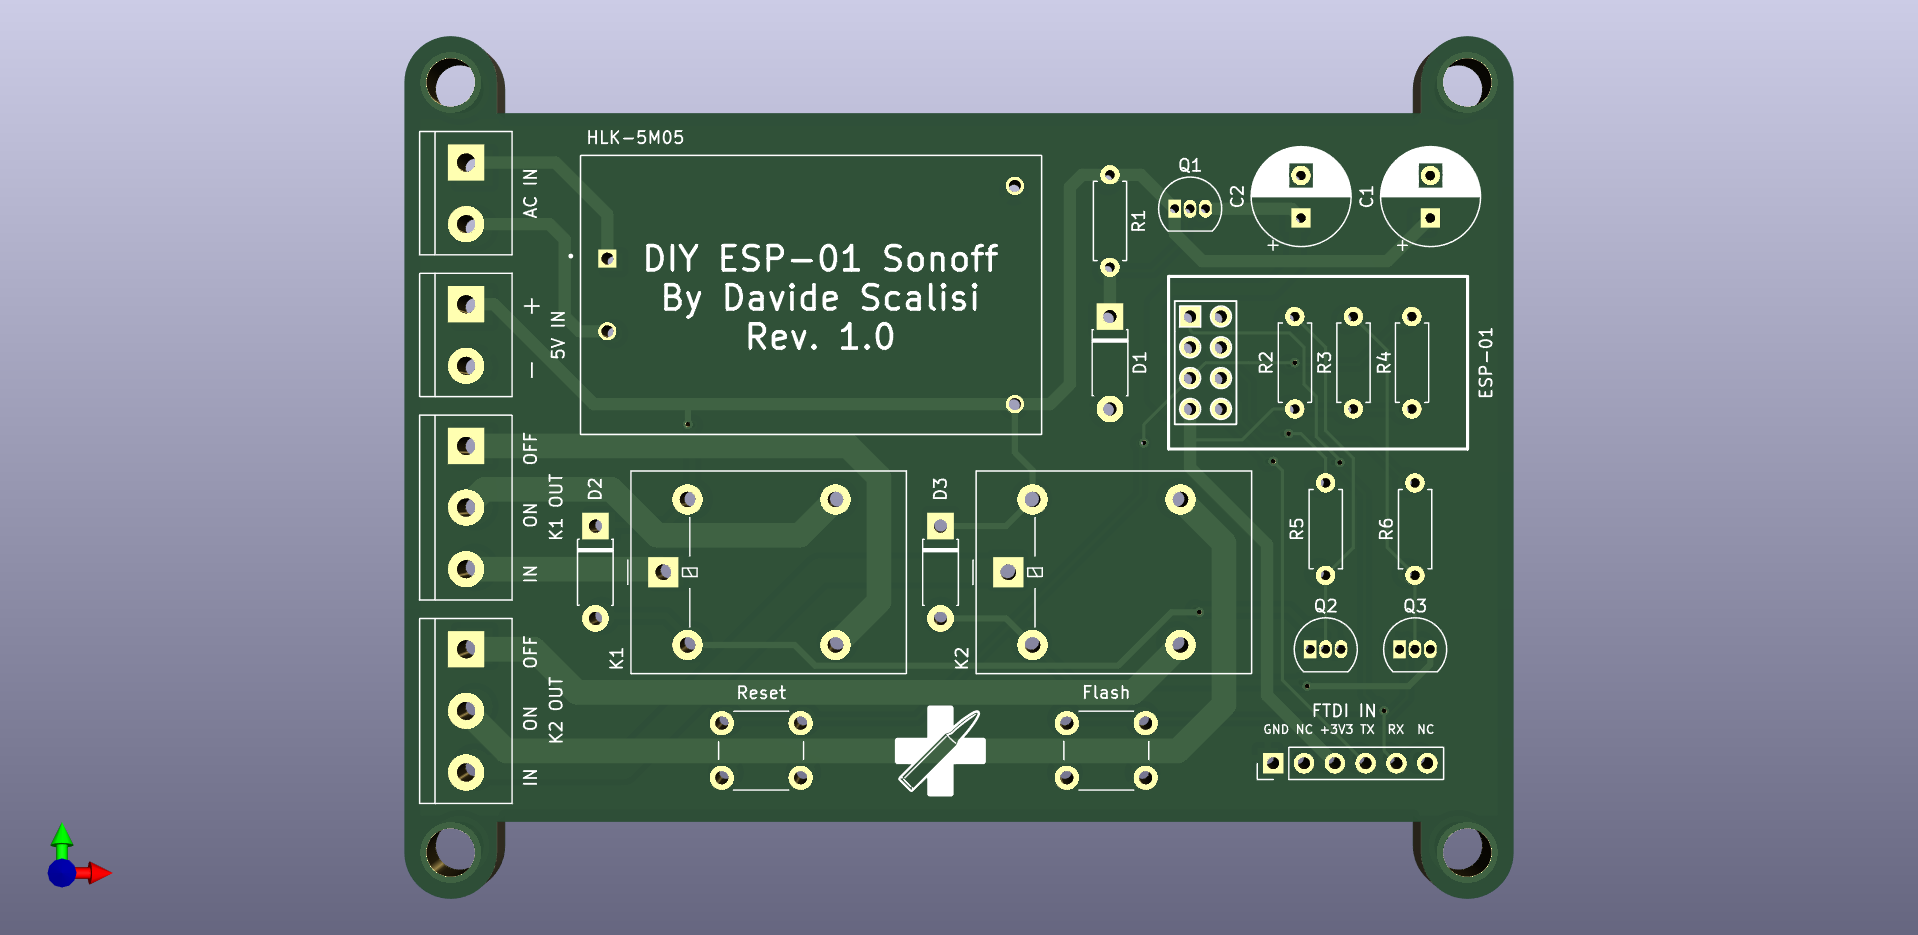 HLK-5M05
AC IN
DIY ESP-01 Sonoff
By Davide Scalisi
Rev. 1.0
R1
Q1
C2
+
C1
+
+
5V IN
-
D1
R2
R3
R4
ESP-01
OFF
ON
IN
K1 OUT
D2
K1
D3
K2
R5
R6
Q2
Q3
OFF
ON
IN
K2 OUT
Reset
Flash
FTDI IN
GND NC +3V3 TX RX NC